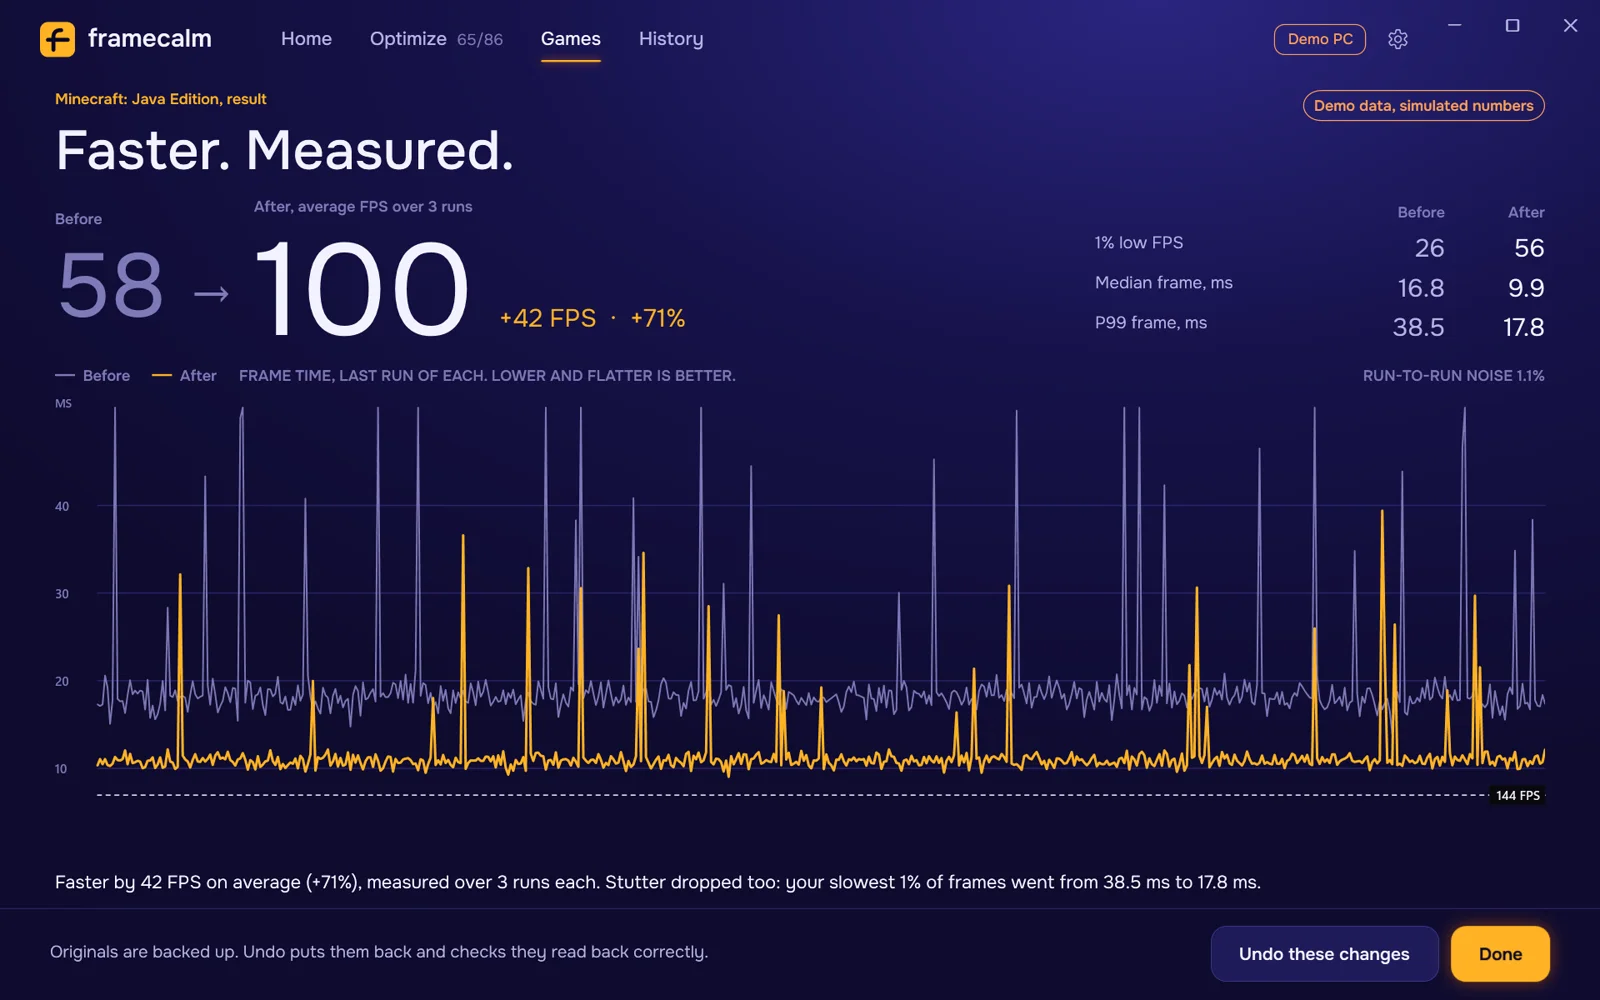 framecalm
Home
Optimize 65/86
Games
History
Demo PC
Minecraft: Java Edition, result
Demo data, simulated numbers
Faster. Measured.
Before
After, average FPS over 3 runs
58 → 100
+42 FPS · +71%
Before After
1% low FPS 26 56
Median frame, ms 16.8 9.9
P99 frame, ms 38.5 17.8
Before After FRAME TIME, LAST RUN OF EACH. LOWER AND FLATTER IS BETTER.
RUN-TO-RUN NOISE 1.1%
MS
40
30
20
10
144 FPS
Faster by 42 FPS on average (+71%), measured over 3 runs each. Stutter dropped too: your slowest 1% of frames went from 38.5 ms to 17.8 ms.
Originals are backed up. Undo puts them back and checks they read back correctly.
Undo these changes
Done